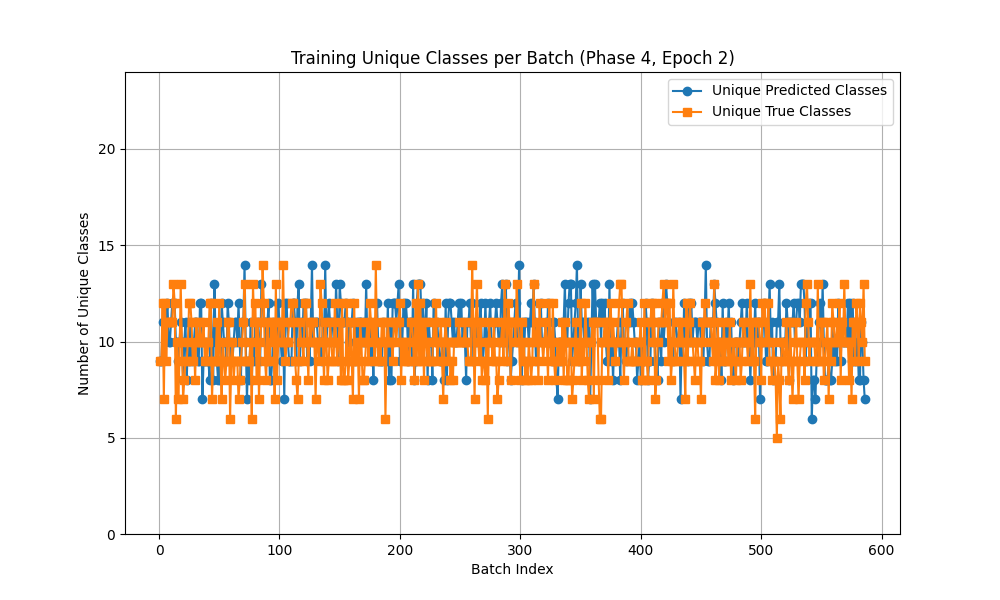 Training Unique Classes per Batch (Phase 4, Epoch 2)
Unique Predicted Classes
Unique True Classes
Number of Unique Classes
20
15
10
5
0
0 100 200 300 400 500 600
Batch Index